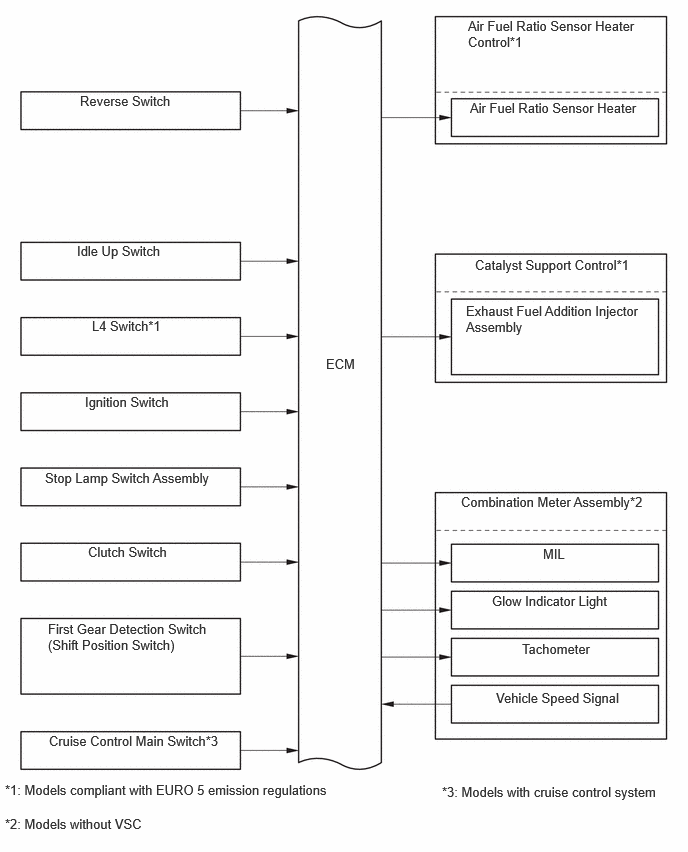 Reverse Switch
Idle Up Switch
L4 Switch*1
Ignition Switch
Stop Lamp Switch Assembly
Clutch Switch
First Gear Detection Switch
(Shift Position Switch)
Cruise Control Main Switch*3
ECM
Air Fuel Ratio Sensor Heater
Control*1
Air Fuel Ratio Sensor Heater
Catalyst Support Control*1
Exhaust Fuel Addition Injector
Assembly
Combination Meter Assembly*2
MIL
Glow Indicator Light
Tachometer
Vehicle Speed Signal
*1: Models compliant with EURO 5 emission regulations
*3: Models with cruise control system
*2: Models without VSC